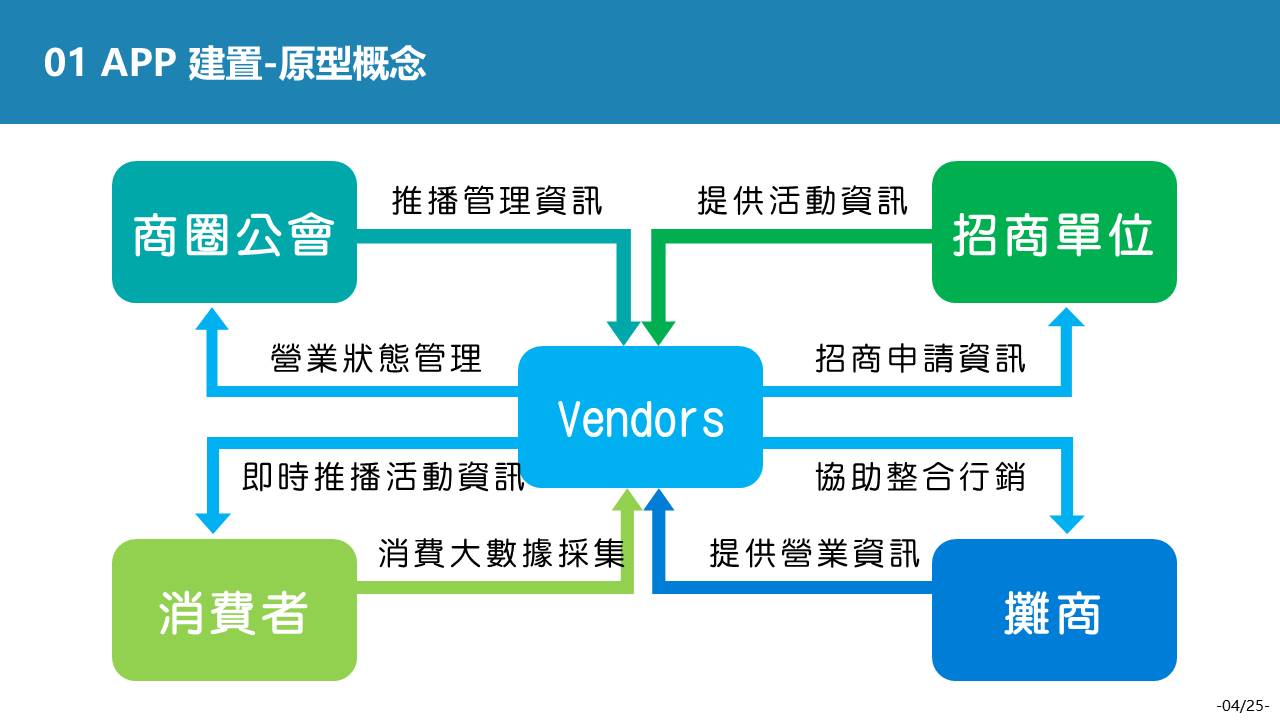 01 APP 建置-原型概念
商圈公會
推播管理資訊
提供活動資訊
招商單位
營業狀態管理
招商申請資訊
Vendors
即時推播活動資訊
協助整合行銷
消費大數據採集
提供營業資訊
消費者
攤商
-04/25-